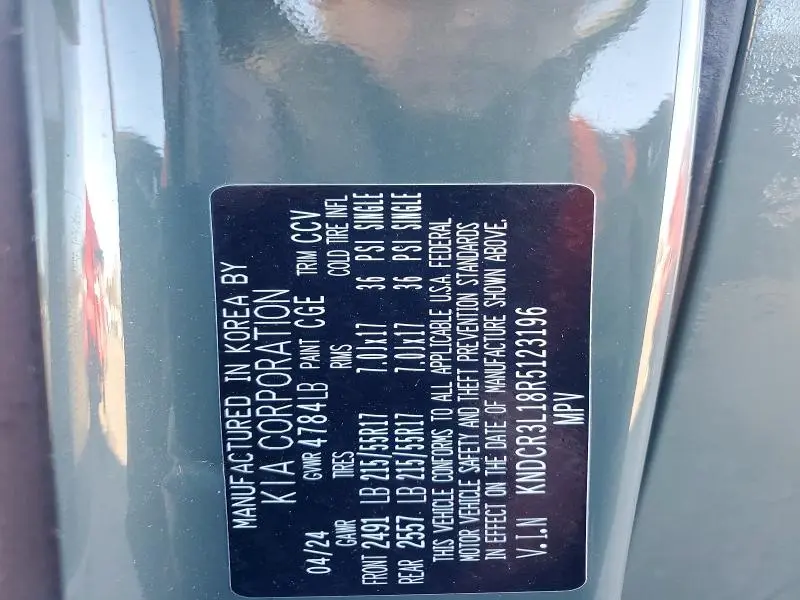 MANUFACTURED IN KOREA BY
KIA CORPORATION
04/24 GVWR 4784LB PAINT CGE TRIM CCV
GAWR TIRES RIMS COLD TIRE INFL
FRONT 2491 LB 215/55R17 7.0Jx17 36 PSI SINGLE
REAR 2557 LB 215/55R17 7.0Jx17 36 PSI SINGLE
THIS VEHICLE CONFORMS TO ALL APPLICABLE U.S.A. FEDERAL
MOTOR VEHICLE SAFETY AND THEFT PREVENTION STANDARDS
IN EFFECT ON THE DATE OF MANUFACTURE SHOWN ABOVE.
V.I.N KNDCR3L18R5123196
MPV